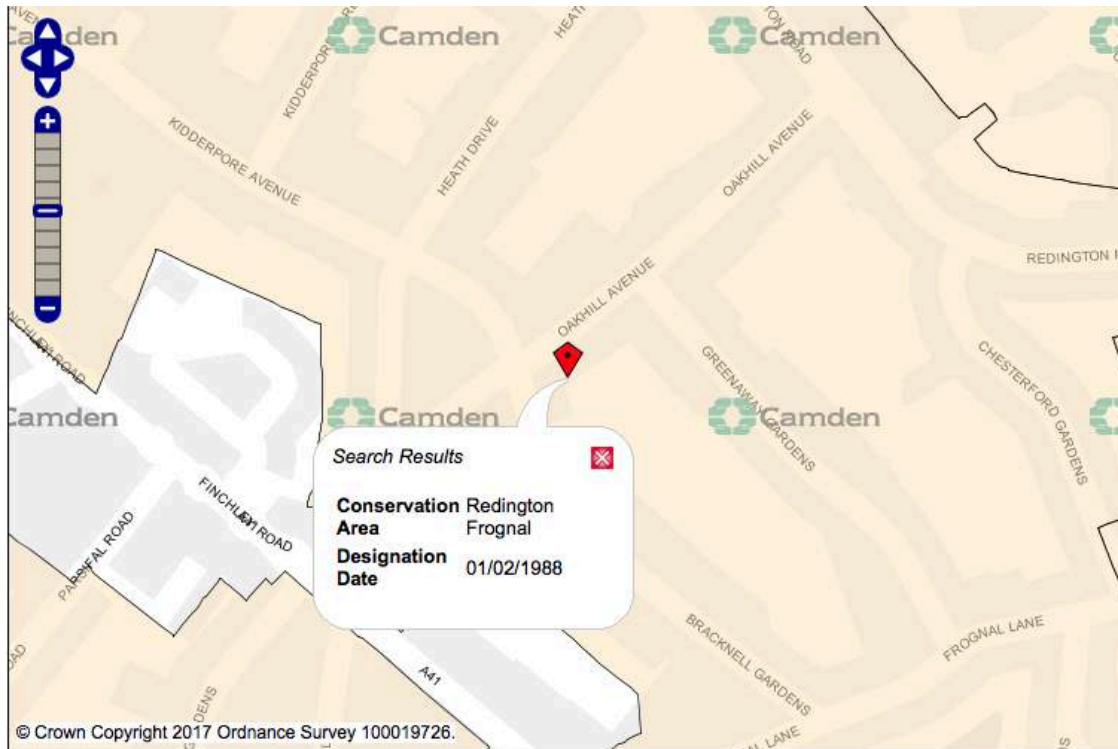 Camden
Camden
Camden
KIDDERPORE AVENUE
HEATH DRIVE
OAKHILL AVENUE
REDINGTON
OAKHILL AVENUE
FINCHLEY ROAD
GREENAWAY GARDENS
CHESTERFORD GARDENS
Camden
Camden
Camden
Search Results
Conservation Redington
Area Frognal
Designation
Date 01/02/1988
FINCHLEY ROAD
A41
PARSIFAL ROAD
BRACKNELL GARDENS
FROGNAL LANE
A41
LANE
© Crown Copyright 2017 Ordnance Survey 100019726.